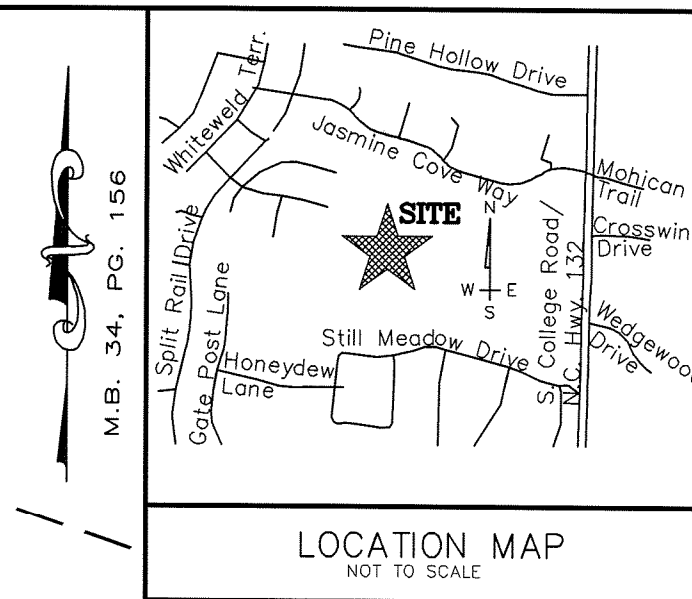 M.B. 34, PG. 156
Pine Hollow Drive
Whiteweld Terr.
Jasmine Cove Way
Mohican
Trail
SITE
N
W E
S
Crosswin
Drive
S. College Road/
N.C. Hwy 132
Split Rail Drive
Gate Post Lane
Still Meadow Drive
Wedgewood
Drive
Honeydew
Lane
LOCATION MAP
NOT TO SCALE